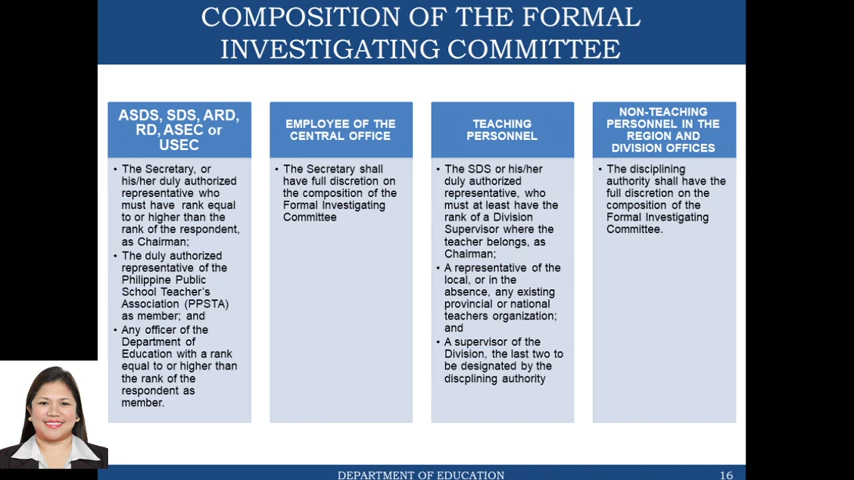 COMPOSITION OF THE FORMAL
INVESTIGATING COMMITTEE
ASDS, SDS, ARD,
RD, ASEC or
USEC
• The Secretary, or
his/her duly authorized
representative who
must have rank equal
to or higher than the
rank of the respondent,
as Chairman;
• The duly authorized
representative of the
Philippine Public
School Teacher's
Association (PPSTA)
as member; and
• Any officer of the
Department of
Education with a rank
equal to or higher than
the rank of the
respondent as
member.
EMPLOYEE OF THE
CENTRAL OFFICE
• The Secretary shall
have full discretion on
the composition of the
Formal Investigating
Committee
TEACHING
PERSONNEL
• The SDS or his/her
duly authorized
representative, who
must at least have the
rank of a Division
Supervisor where the
teacher belongs, as
Chairman;
• A representative of the
local, or in the
absence, any existing
provincial or national
teachers organization;
and
• A supervisor of the
Division, the last two to
be designated by the
discplining authority
NON-TEACHING
PERSONNEL IN THE
REGION AND
DIVISION OFFICES
• The disciplining
authority shall have the
full discretion on the
composition of the
Formal Investigating
Committee.
DEPARTMENT OF EDUCATION
16